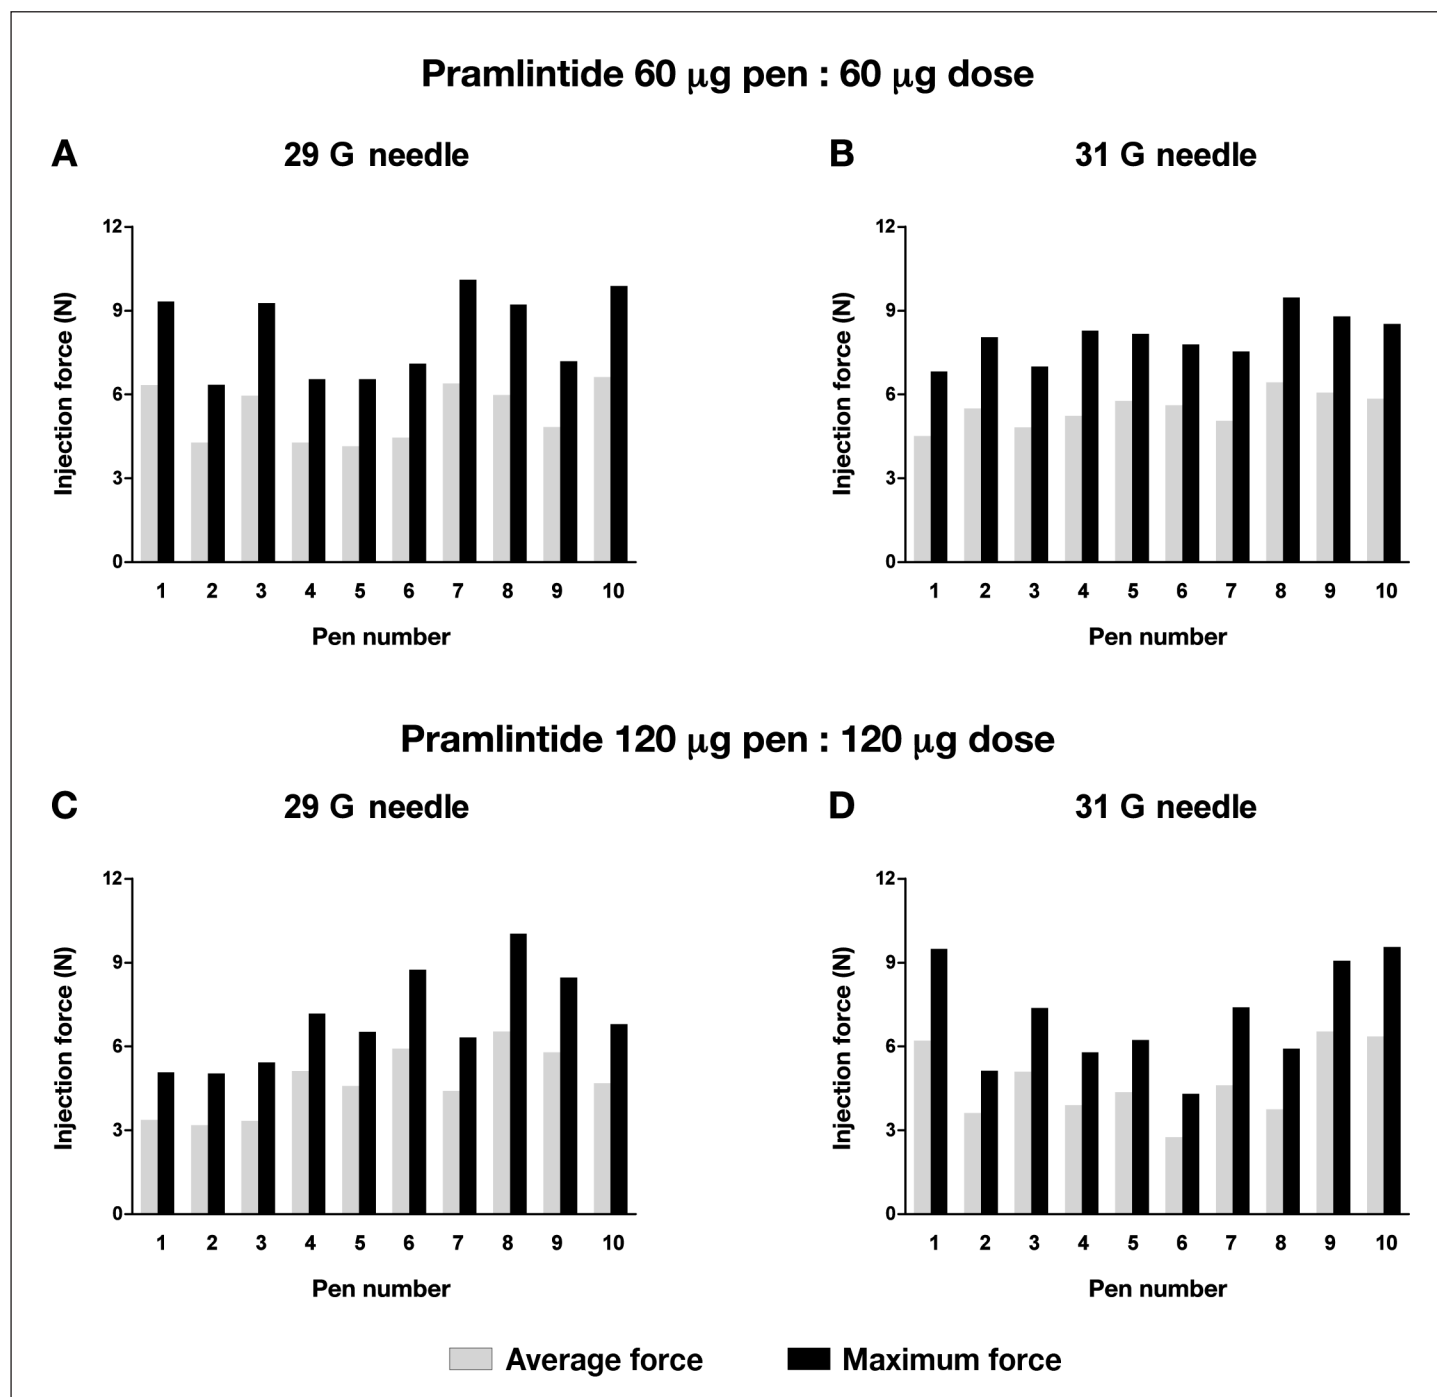 Pramlintide 60 μg pen : 60 μg dose
A
29 G needle
12
9
6
3
0
Injection force (N)
1 2 3 4 5 6 7 8 9 10
Pen number
B
31 G needle
12
9
6
3
0
Injection force (N)
1 2 3 4 5 6 7 8 9 10
Pen number
Pramlintide 120 μg pen : 120 μg dose
C
29 G needle
12
9
6
3
0
Injection force (N)
1 2 3 4 5 6 7 8 9 10
Pen number
D
31 G needle
12
9
6
3
0
Injection force (N)
1 2 3 4 5 6 7 8 9 10
Pen number
Average force
Maximum force